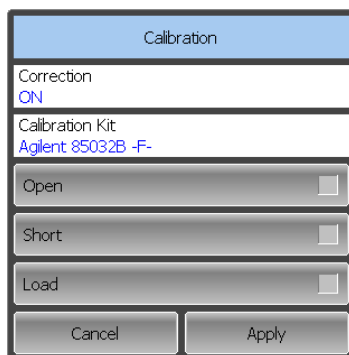 Calibration
Correction
ON
Calibration Kit
Agilent 85032B -F-
Open
Short
Load
Cancel Apply